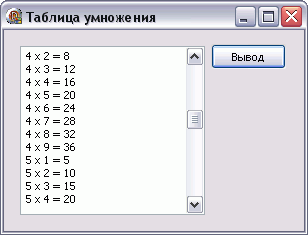 Таблица умножения
4 x 2 = 8
4 x 3 = 12
4 x 4 = 16
4 x 5 = 20
4 x 6 = 24
4 x 7 = 28
4 x 8 = 32
4 x 9 = 36
5 x 1 = 5
5 x 2 = 10
5 x 3 = 15
5 x 4 = 20
Вывод